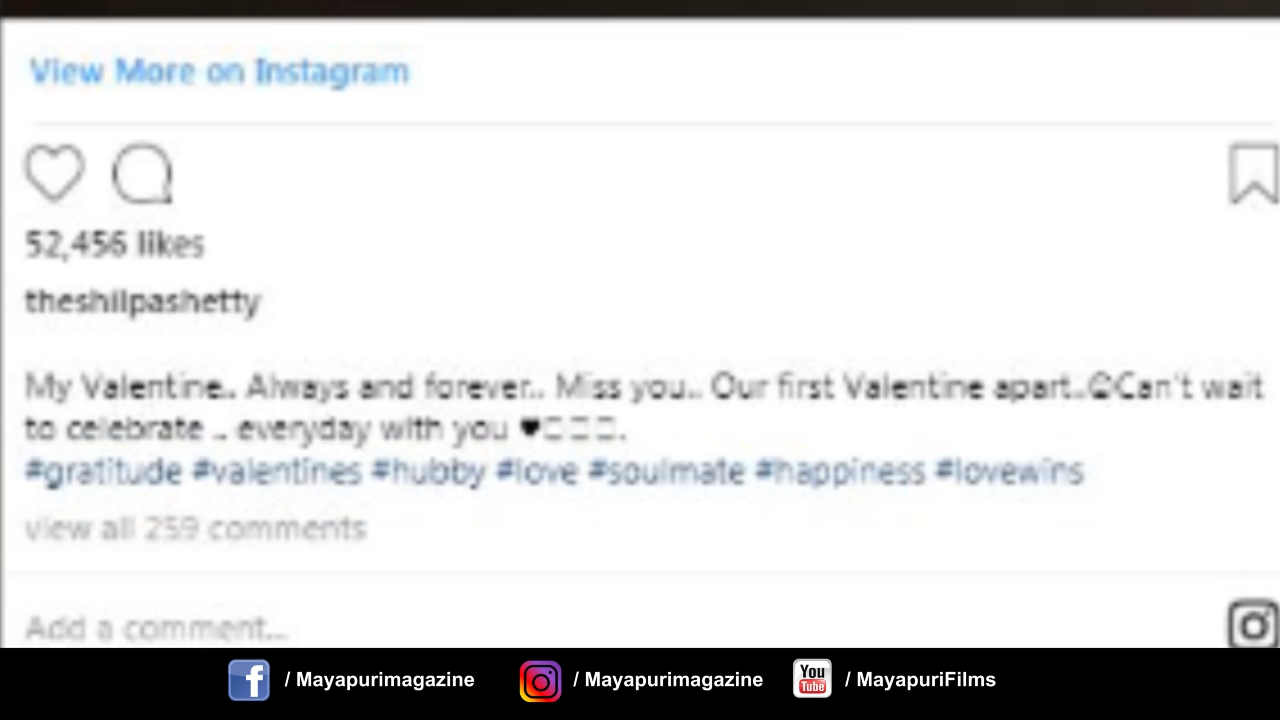 View More on Instagram
52,456 likes
theshilpashetty
My Valentine.. Always and forever.. Miss you.. Our first Valentine apart..☹Can't wait
to celebrate .. everyday with you ♥□□□.
#gratitude #valentines #hubby #love #soulmate #happiness #lovewins
view all 259 comments
Add a comment...
/ Mayapurimagazine / Mayapurimagazine You Tube / MayapuriFilms